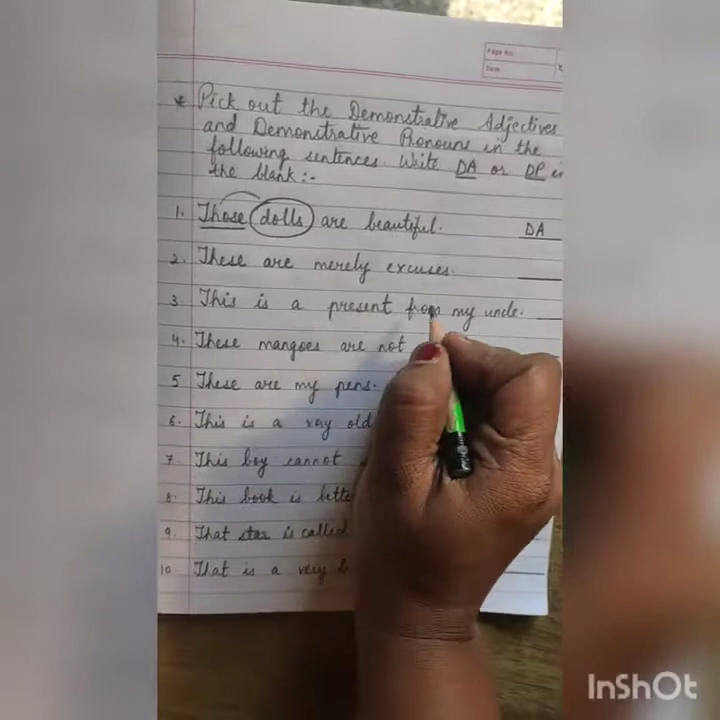 Page No.:
Date:
* Pick out the Demonstrative Adjectives
and Demonstrative Pronouns in the
following sentences. Write DA or DP in
the blank:-
1. Those dolls are beautiful. DA
2. These are merely excuses.
3. This is a present from my uncle.
4. These mangoes are not
5 These are my pens.
6. This is a very old
7. This boy cannot
8. This book is bette
9. That star is called
10. That is a very
InShOt